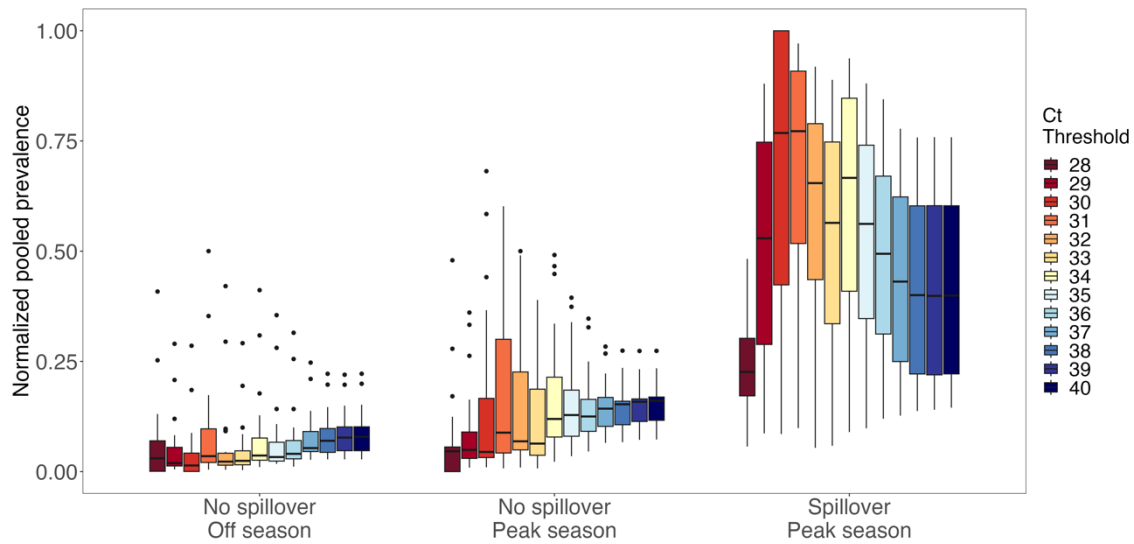 Normalized pooled prevalence
1.00
0.75
0.50
0.25
0.00
No spillover
Off season
No spillover
Peak season
Spillover
Peak season
Ct
Threshold
28
29
30
31
32
33
34
35
36
37
38
39
40